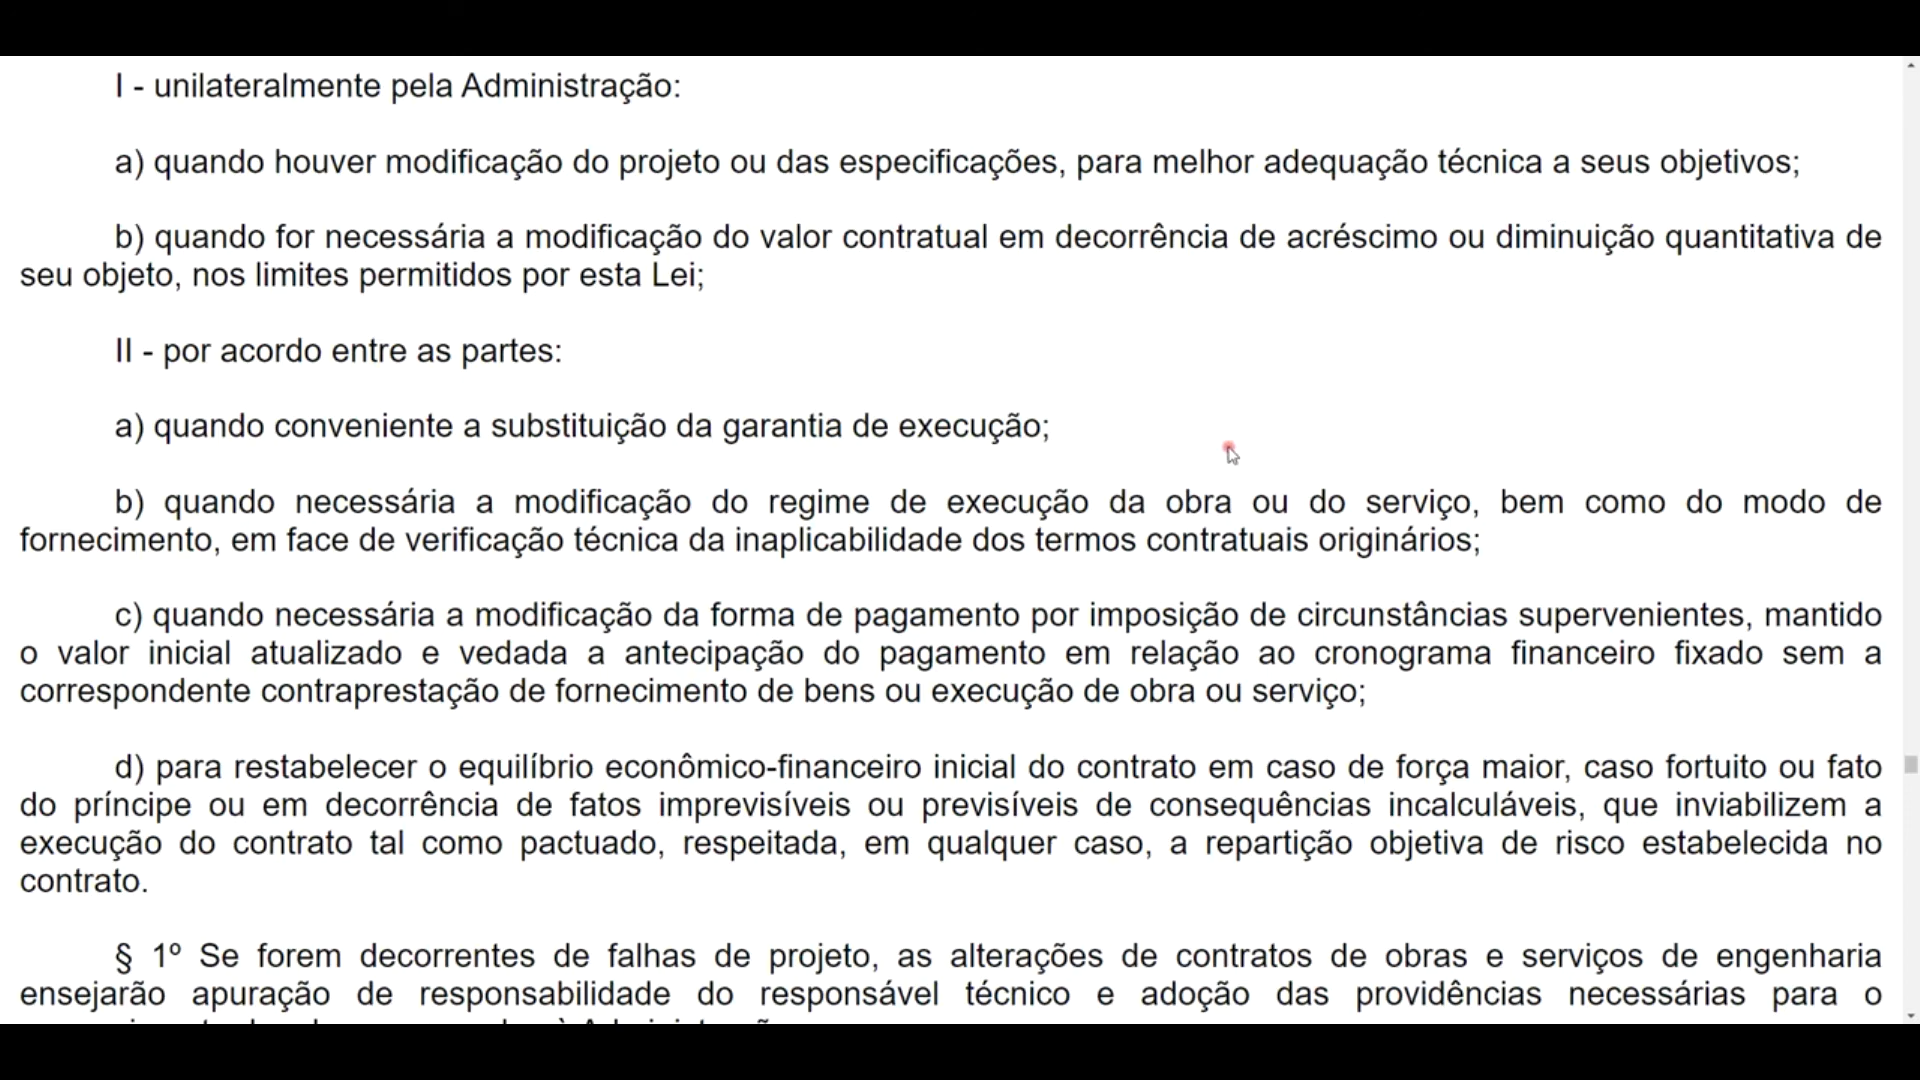 I - unilateralmente pela Administração:
a) quando houver modificação do projeto ou das especificações, para melhor adequação técnica a seus objetivos;
b) quando for necessária a modificação do valor contratual em decorrência de acréscimo ou diminuição quantitativa de
seu objeto, nos limites permitidos por esta Lei;
II - por acordo entre as partes:
a) quando conveniente a substituição da garantia de execução;
b) quando necessária a modificação do regime de execução da obra ou do serviço, bem como do modo de
fornecimento, em face de verificação técnica da inaplicabilidade dos termos contratuais originários;
c) quando necessária a modificação da forma de pagamento por imposição de circunstâncias supervenientes, mantido
o valor inicial atualizado e vedada a antecipação do pagamento em relação ao cronograma financeiro fixado sem a
correspondente contraprestação de fornecimento de bens ou execução de obra ou serviço;
d) para restabelecer o equilíbrio econômico-financeiro inicial do contrato em caso de força maior, caso fortuito ou fato
do príncipe ou em decorrência de fatos imprevisíveis ou previsíveis de consequências incalculáveis, que inviabilizem a
execução do contrato tal como pactuado, respeitada, em qualquer caso, a repartição objetiva de risco estabelecida no
contrato.
§ 1º Se forem decorrentes de falhas de projeto, as alterações de contratos de obras e serviços de engenharia
ensejarão apuração de responsabilidade do responsável técnico e adoção das providências necessárias para o